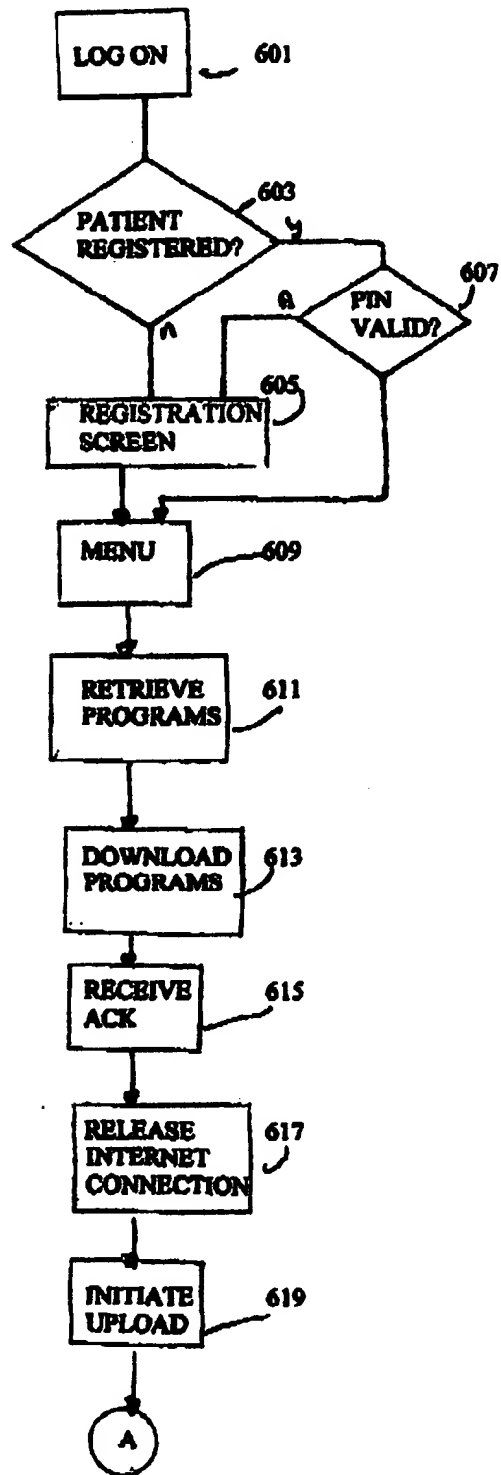 LOG ON
601
603
PATIENT
REGISTERED?
y
607
PIN
VALID?
n
n
605
REGISTRATION
SCREEN
MENU
609
RETRIEVE
PROGRAMS
611
DOWNLOAD
PROGRAMS
613
RECEIVE
ACK
615
RELEASE
INTERNET
CONNECTION
617
INITIATE
UPLOAD
619
A